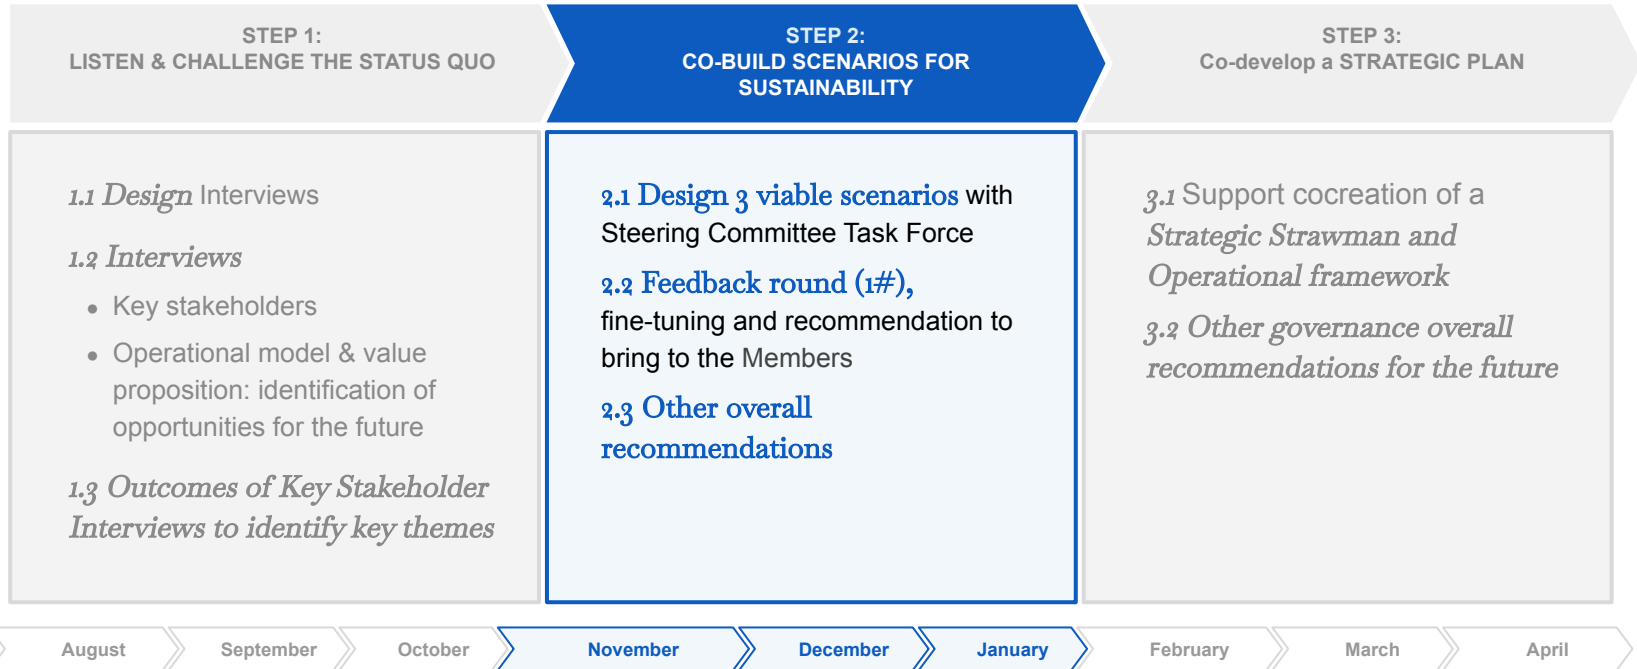 STEP 1:
LISTEN & CHALLENGE THE STATUS QUO
STEP 2:
CO-BUILD SCENARIOS FOR
SUSTAINABILITY
STEP 3:
Co-develop a STRATEGIC PLAN
1.1 Design Interviews
1.2 Interviews
• Key stakeholders
• Operational model & value
proposition: identification of
opportunities for the future
1.3 Outcomes of Key Stakeholder
Interviews to identify key themes
2.1 Design 3 viable scenarios with
Steering Committee Task Force
2.2 Feedback round (1#),
fine-tuning and recommendation to
bring to the Members
2.3 Other overall
recommendations
3.1 Support cocreation of a
Strategic Strawman and
Operational framework
3.2 Other governance overall
recommendations for the future
August September October November December January February March April